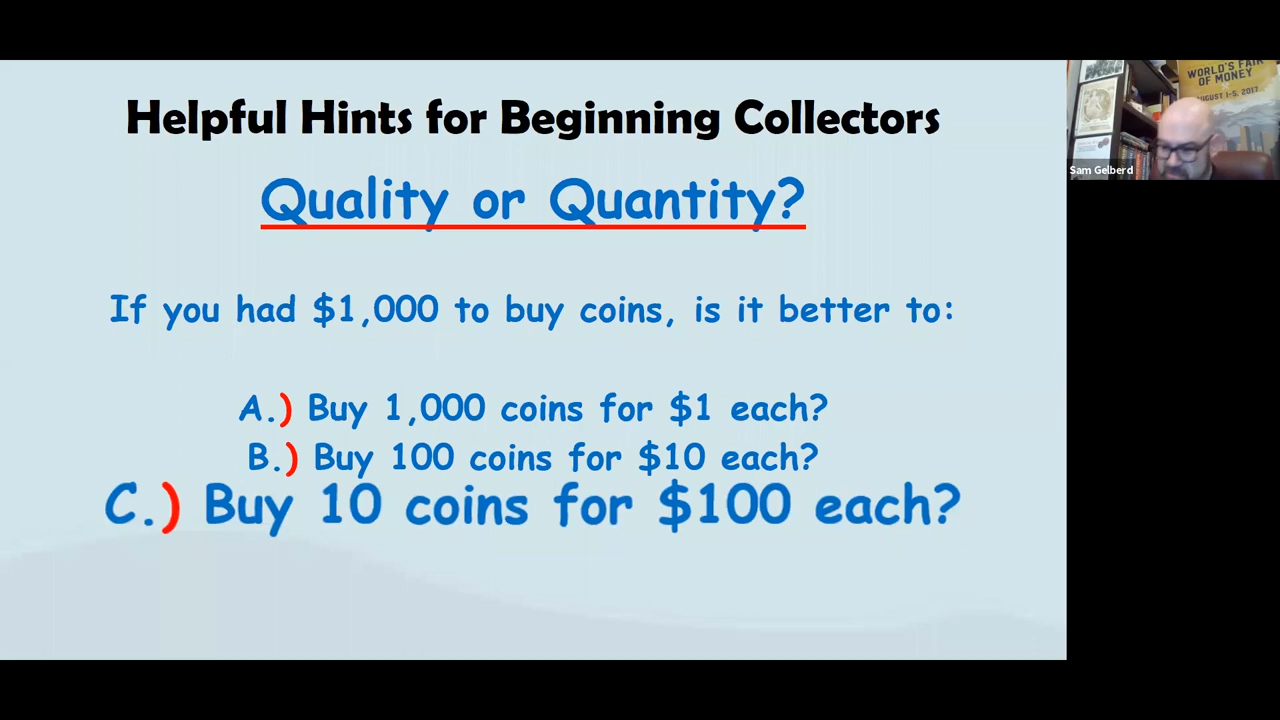 Helpful Hints for Beginning Collectors
Quality or Quantity?
If you had $1,000 to buy coins, is it better to:
A.) Buy 1,000 coins for $1 each?
B.) Buy 100 coins for $10 each?
C.) Buy 10 coins for $100 each?
WORLD'S FAIR
OF MONEY
AUGUST 1-5, 2017
Sam Gelberd